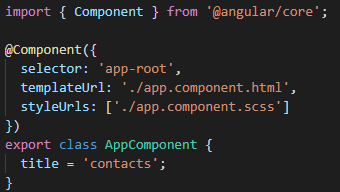 import { Component } from '@angular/core';

@Component({
  selector: 'app-root',
  templateUrl: './app.component.html',
  styleUrls: ['./app.component.scss']
})
export class AppComponent {
  title = 'contacts';
}